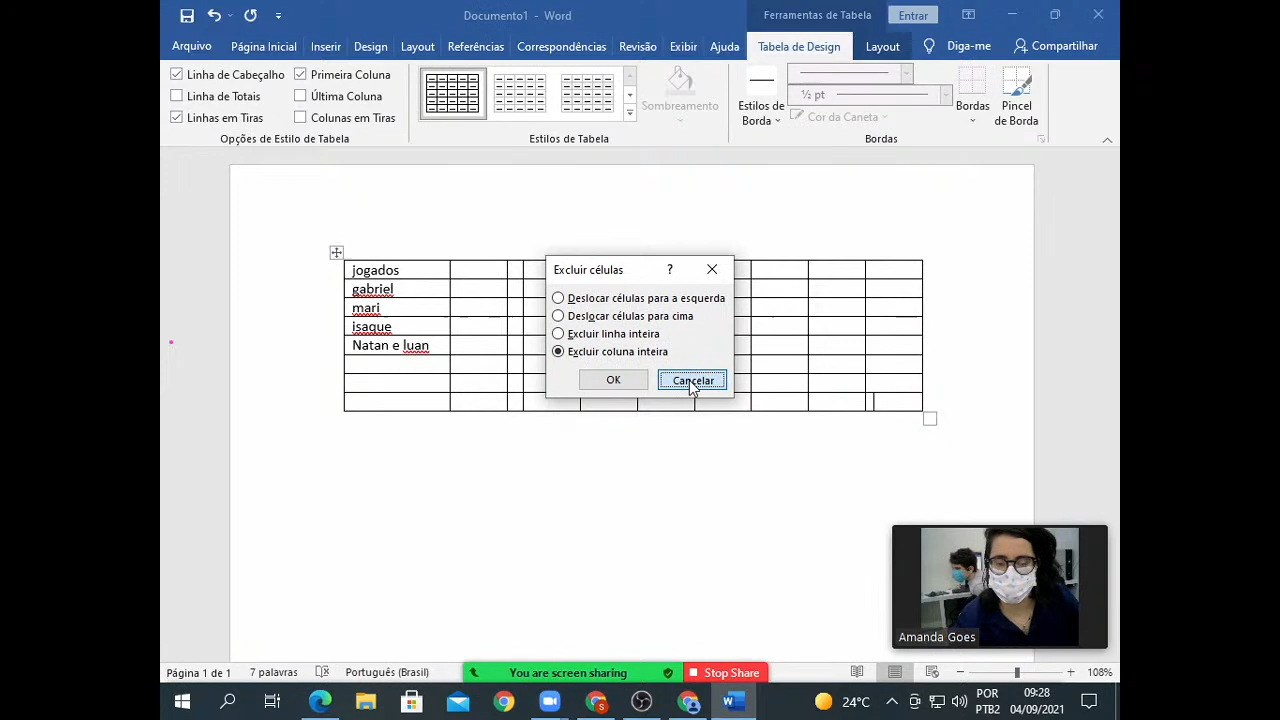 Documento1 - Word
Ferramentas de Tabela
Entrar
Arquivo
Página Inicial
Inserir
Design
Layout
Referências
Correspondências
Revisão
Exibir
Ajuda
Tabela de Design
Layout
Diga-me
Compartilhar
Linha de Cabeçalho
Primeira Coluna
Linha de Totais
Última Coluna
Linhas em Tiras
Colunas em Tiras
Opções de Estilo de Tabela
Sombreamento
Estilos de Tabela
Estilos de
Borda
½ pt
Cor da Caneta
Bordas
Pincel
de Borda
Bordas
jogados
gabriel
mari
isaque
Natan e luan
Excluir células
?
Deslocar células para a esquerda
Deslocar células para cima
Excluir linha inteira
Excluir coluna inteira
OK
Cancelar
Amanda Goes
Página 1 de 1
7 palavras
Português (Brasil)
You are screen sharing
Stop Share
108%
24°C
POR
PTB2
09:28
04/09/2021